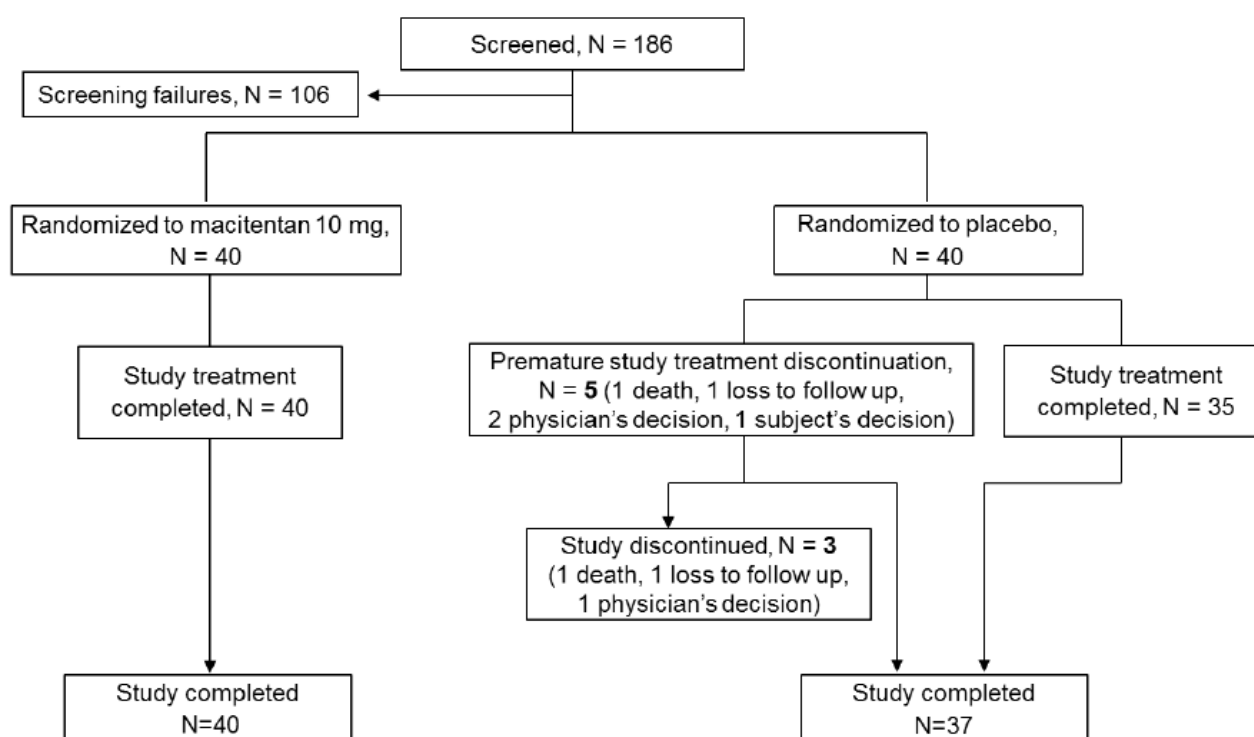 Screened, N = 186
Screening failures, N = 106
Randomized to macitentan 10 mg,
N = 40
Randomized to placebo,
N = 40
Study treatment
completed, N = 40
Premature study treatment discontinuation,
N = 5 (1 death, 1 loss to follow up,
2 physician’s decision, 1 subject’s decision)
Study treatment
completed, N = 35
Study discontinued, N = 3
(1 death, 1 loss to follow up,
1 physician’s decision)
Study completed
N=40
Study completed
N=37